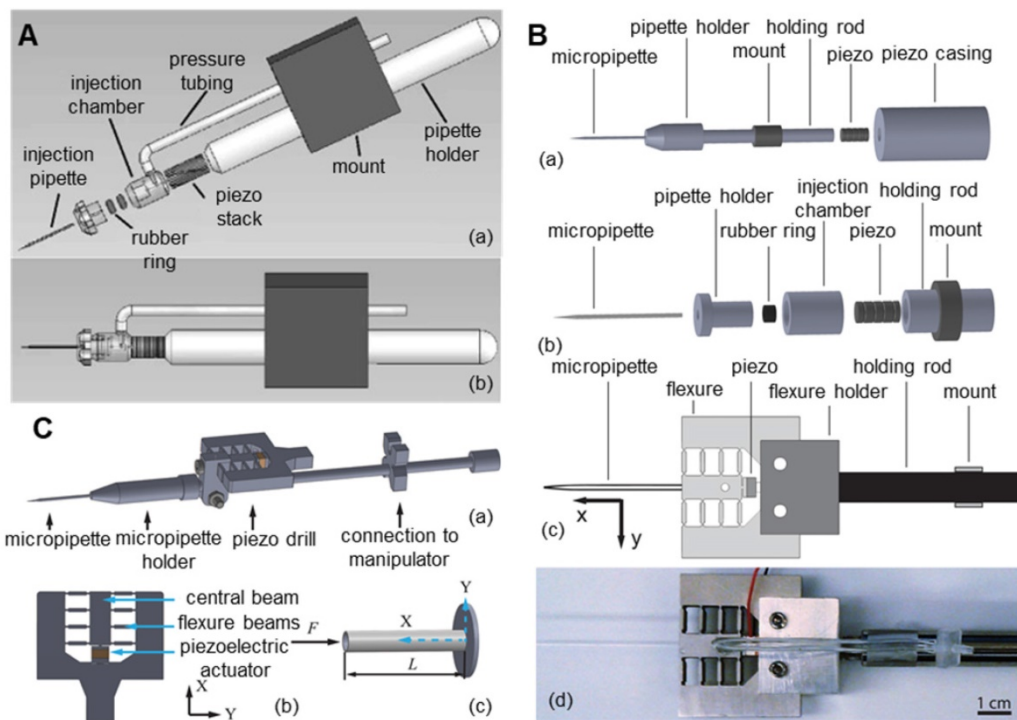 A
pressure
tubing
injection
chamber
injection
pipette
pipette
holder
mount
piezo
stack
rubber
ring
(a)
(b)
B
pipette holder
holding rod
micropipette
mount
piezo
piezo casing
(a)
injection
chamber
pipette holder
holding rod
micropipette
rubber ring
piezo
mount
(b)
micropipette
piezo
holding rod
flexure
flexure holder
mount
x
y
(c)
(d)
1 cm
C
(a)
micropipette
micropipette
holder
piezo drill
connection to
manipulator
central beam
flexure beams
piezoelectric
actuator
X
Y
(b)
F
X
Y
L
(c)